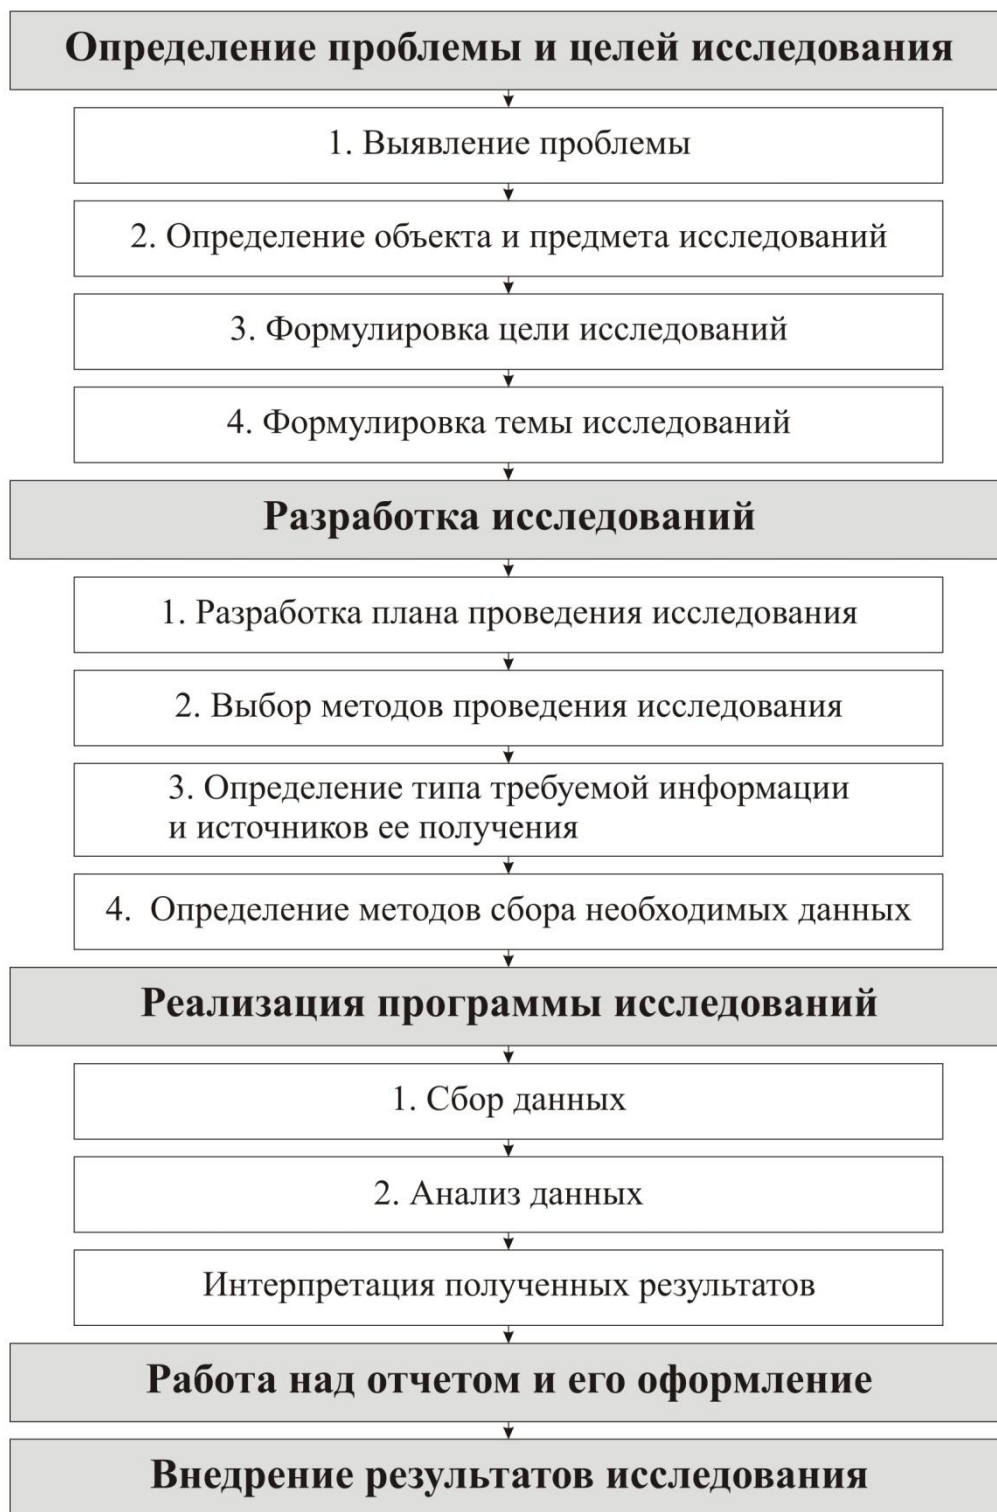 Определение проблемы и целей исследования
1. Выявление проблемы
2. Определение объекта и предмета исследований
3. Формулировка цели исследований
4. Формулировка темы исследований
Разработка исследований
1. Разработка плана проведения исследования
2. Выбор методов проведения исследования
3. Определение типа требуемой информации
и источников ее получения
4. Определение методов сбора необходимых данных
Реализация программы исследований
1. Сбор данных
2. Анализ данных
Интерпретация полученных результатов
Работа над отчетом и его оформление
Внедрение результатов исследования